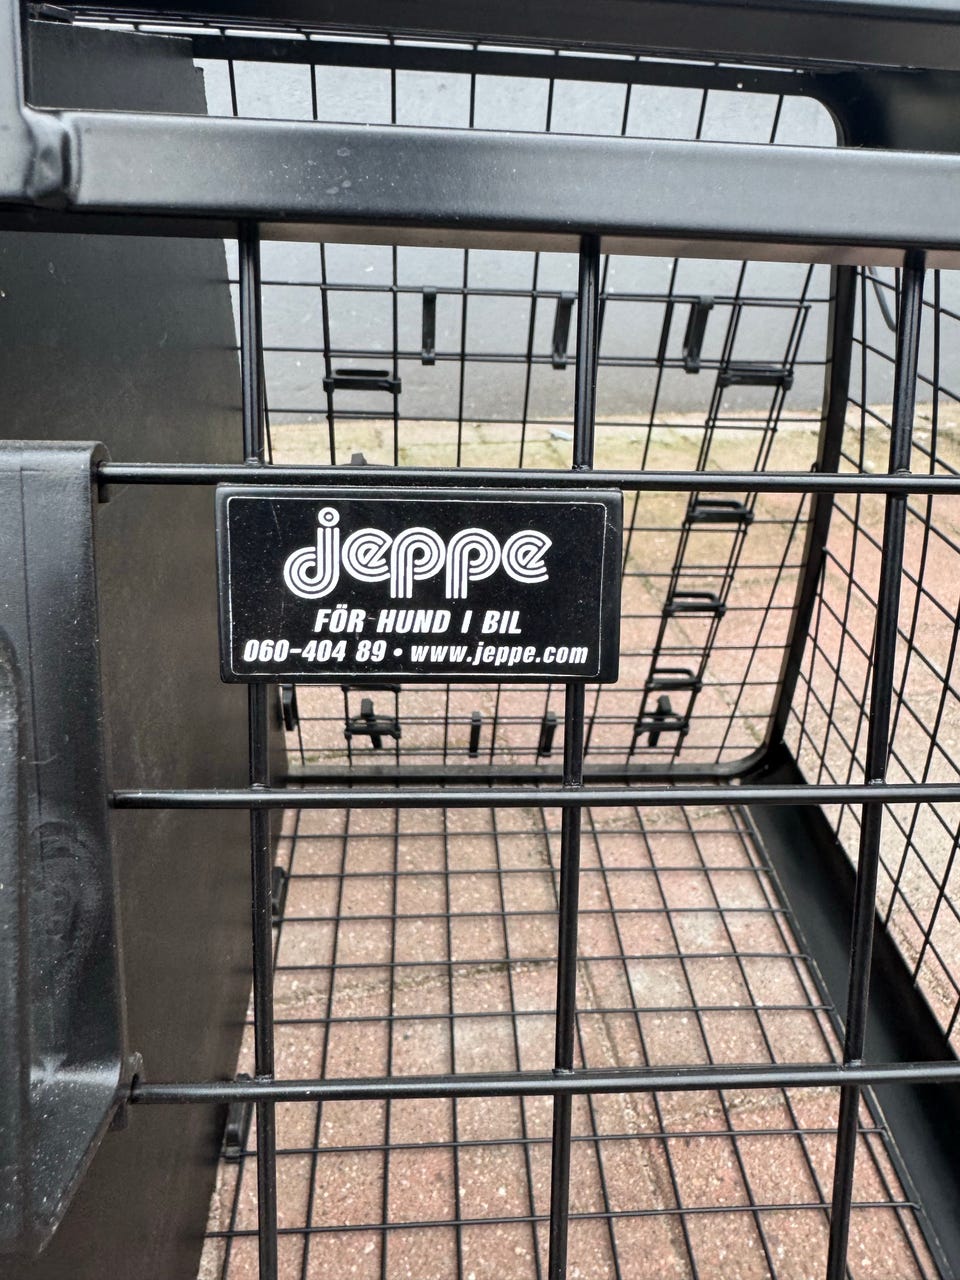 jeppe
FÖR HUND I BIL
060-404 89 • www.jeppe.com